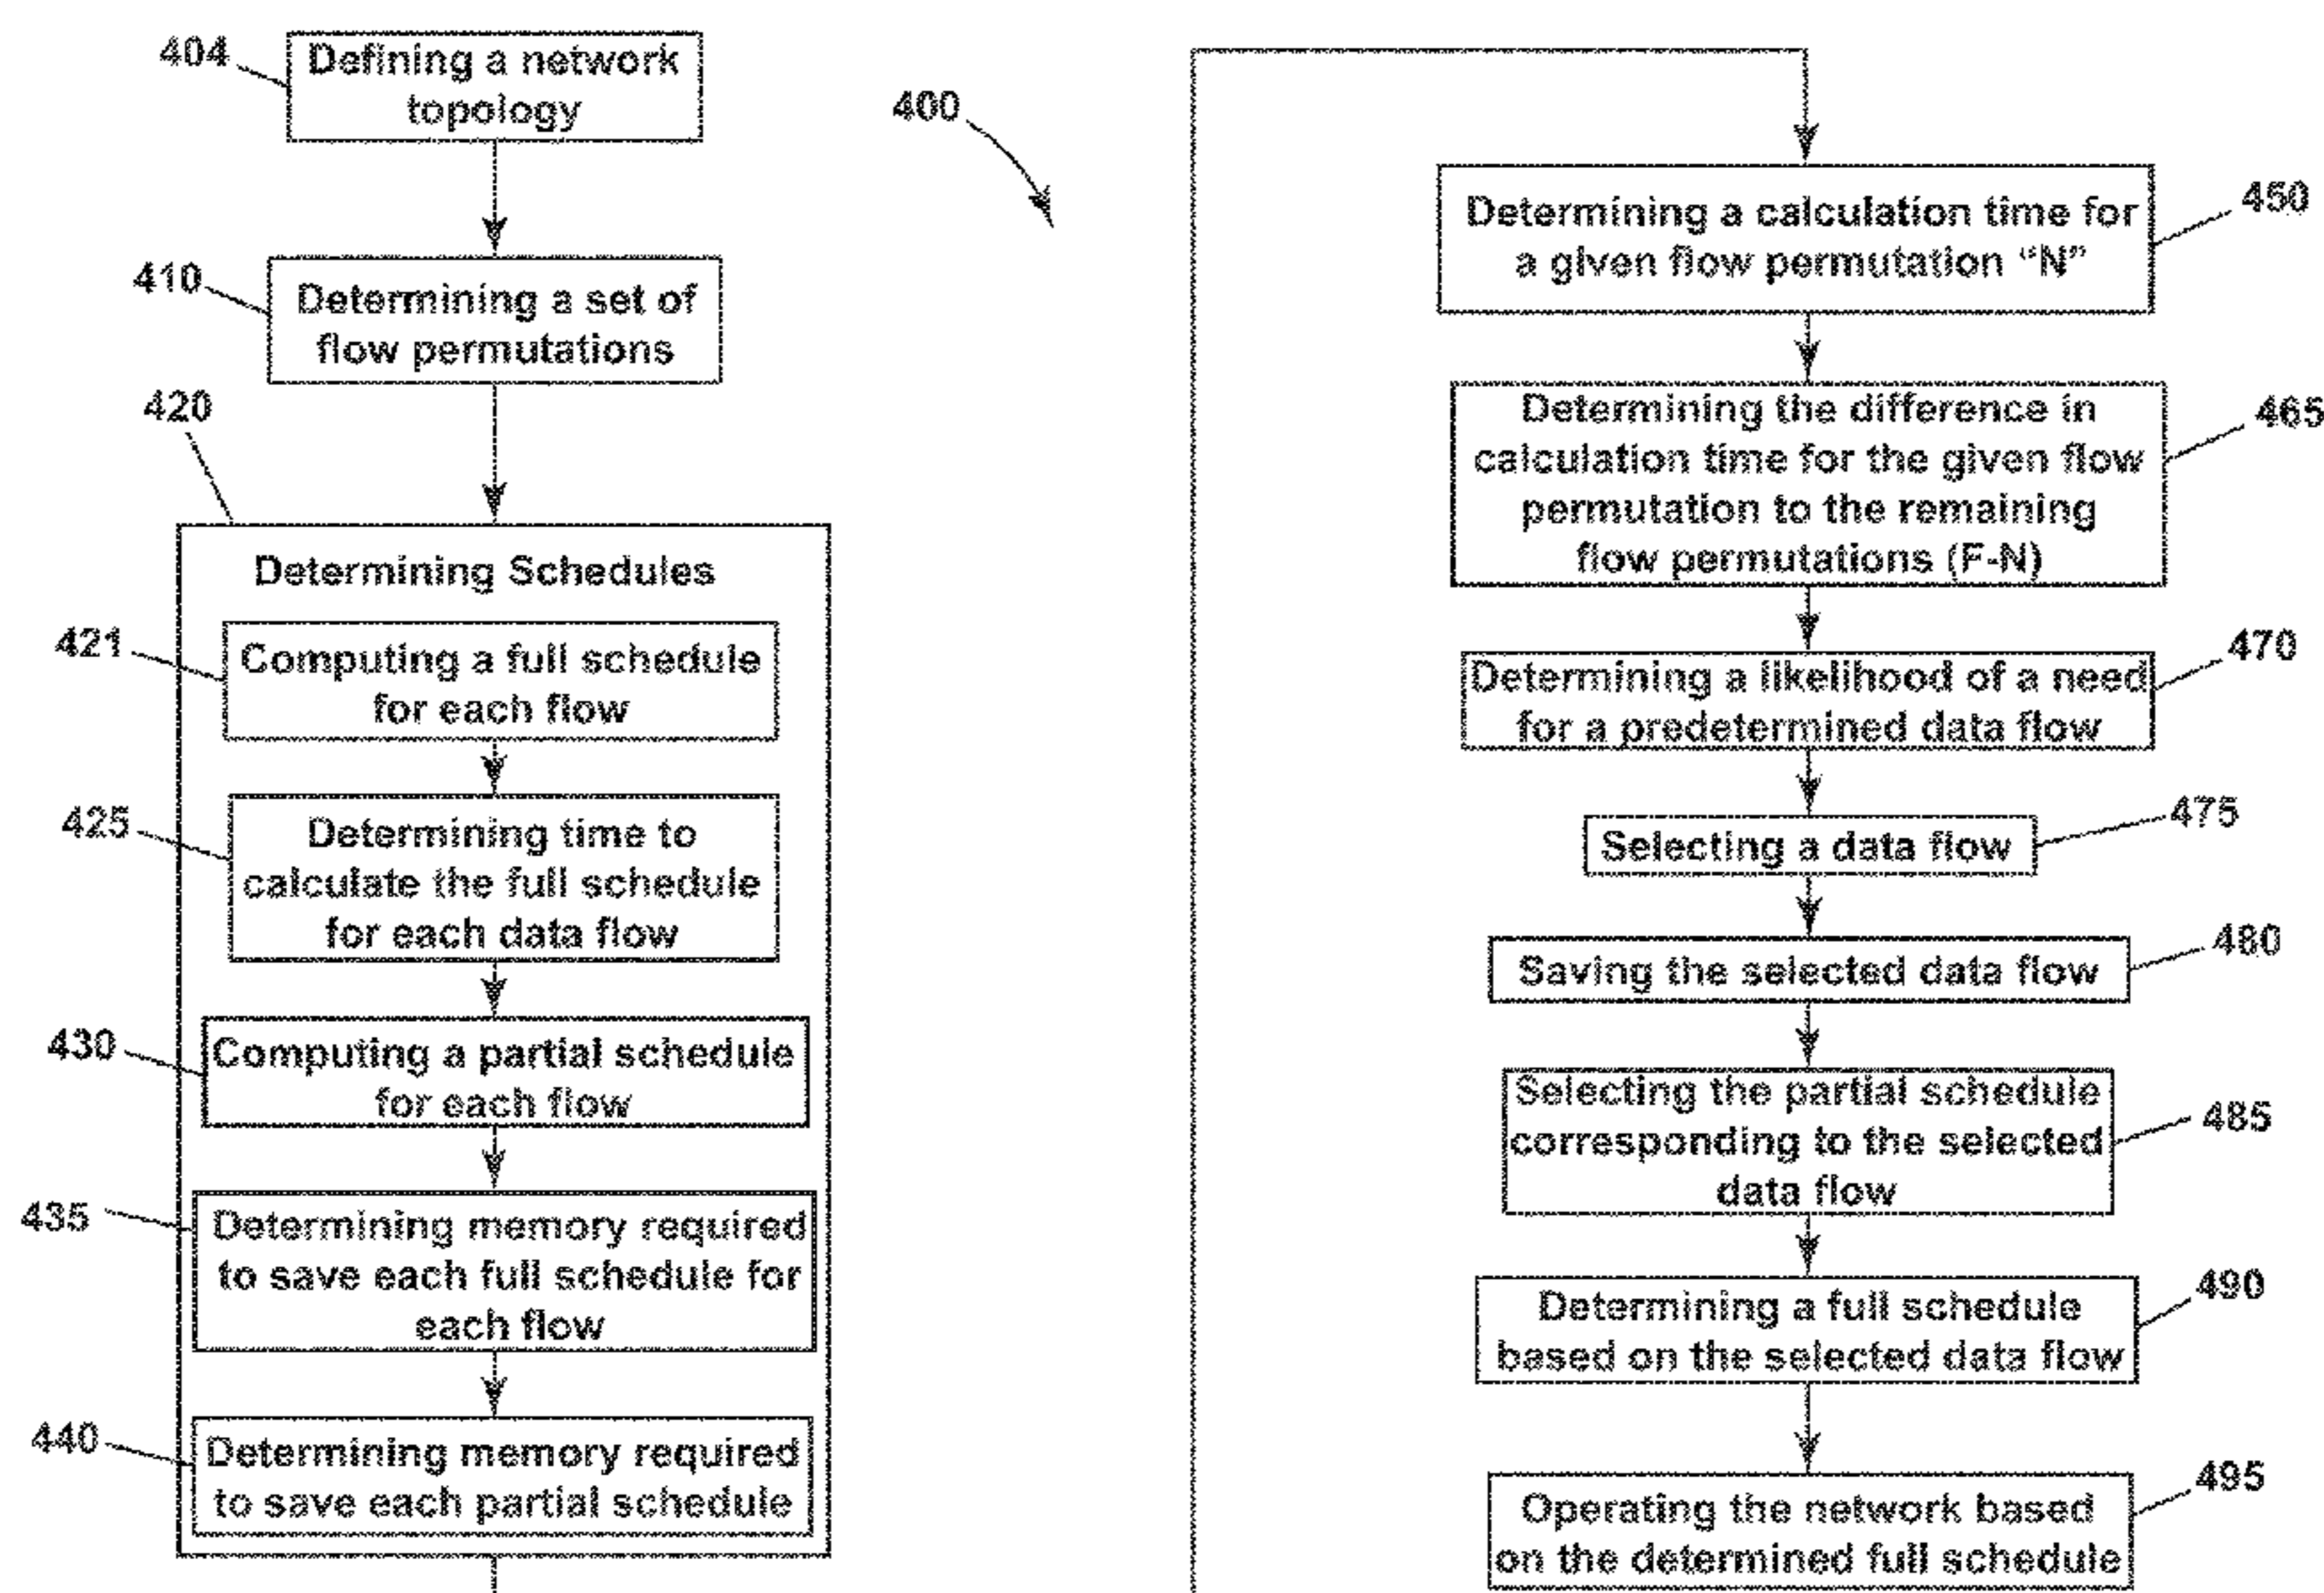 404
Defining a network
topology
400
410
Determining a set of
flow permutations
420
Determining Schedules
421
Computing a full schedule
for each flow
425
Determining time to
calculate the full schedule
for each data flow
430
Computing a partial schedule
for each flow
435
Determining memory required
to save each full schedule for
each flow
440
Determining memory required
to save each partial schedule
450
Determining a calculation time for
a given flow permutation “N”
465
Determining the difference in
calculation time for the given flow
permutation to the remaining
flow permutations (F-N)
470
Determining a likelihood of a need
for a predetermined data flow
475
Selecting a data flow
480
Saving the selected data flow
485
Selecting the partial schedule
corresponding to the selected
data flow
490
Determining a full schedule
based on the selected data flow
495
Operating the network based
on the determined full schedule